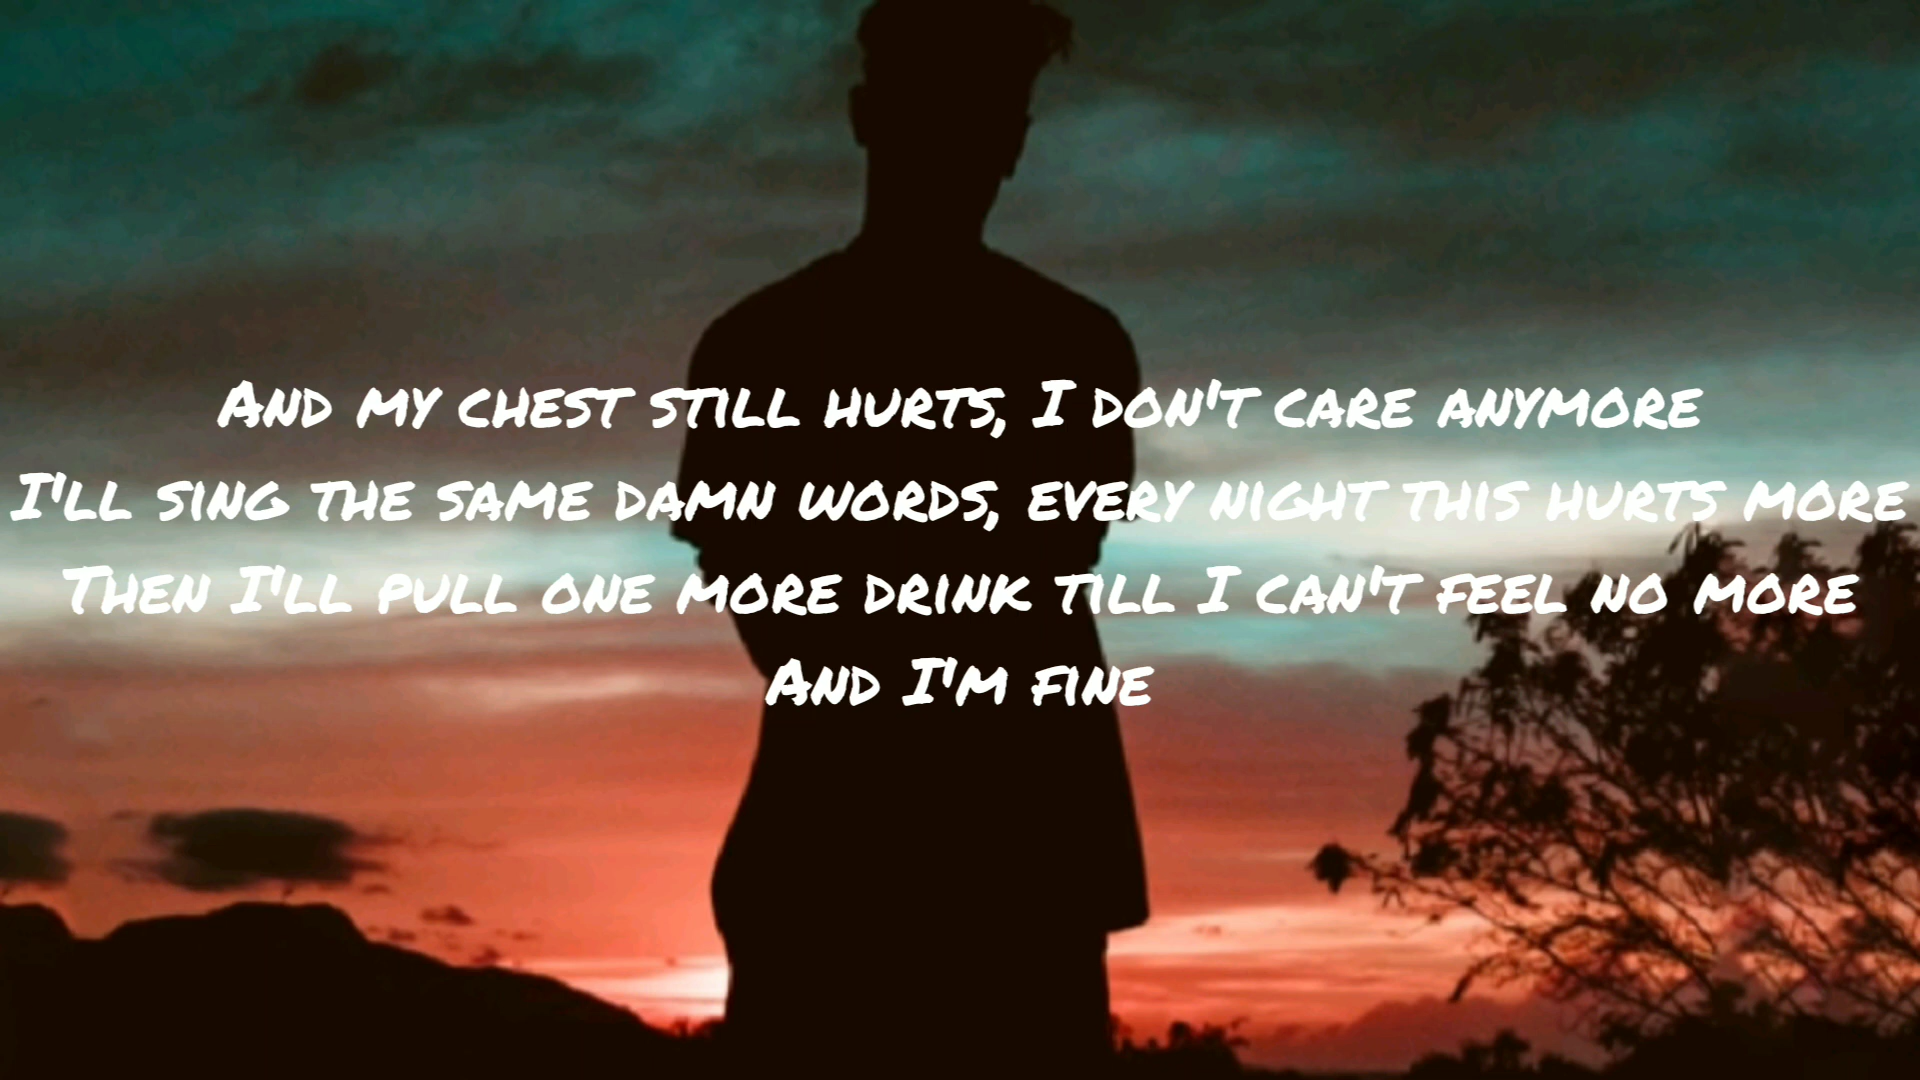 And my chest still hurts, I don't care anymore
I'll sing the same damn words, every night this hurts more
Then I'll pull one more drink till I can't feel no more
And I'm fine